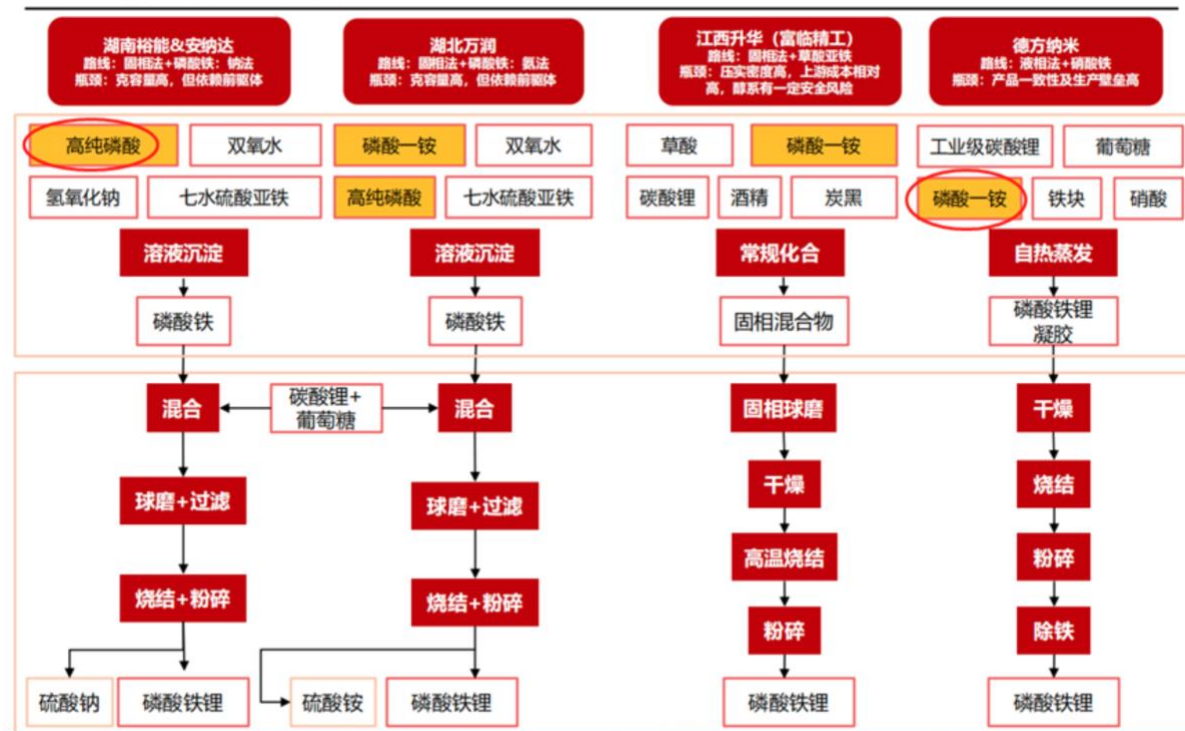 湖南裕能&安纳达
路线：固相法+磷酸铁：钠法
瓶颈：克容量高，但依赖前驱体
湖北万润
路线：固相法+磷酸铁：氨法
瓶颈：克容量高，但依赖前驱体
江西升华（富临精工）
路线：固相法+草酸亚铁
瓶颈：压实密度高，上游成本相对
高，醇系有一定安全风险
德方纳米
路线：液相法+硝酸铁
瓶颈：产品一致性及生产壁垒高
高纯磷酸
双氧水
磷酸一铵
双氧水
草酸
磷酸一铵
工业级碳酸锂
葡萄糖
氢氧化钠
七水硫酸亚铁
高纯磷酸
七水硫酸亚铁
碳酸锂
酒精
炭黑
磷酸一铵
铁块
硝酸
溶液沉淀
溶液沉淀
常规化合
自热蒸发
磷酸铁
磷酸铁
固相混合物
磷酸铁锂
凝胶
混合
碳酸锂+
葡萄糖
混合
固相球磨
干燥
球磨+过滤
球磨+过滤
干燥
烧结
烧结+粉碎
烧结+粉碎
高温烧结
粉碎
粉碎
除铁
硫酸钠
磷酸铁锂
硫酸铵
磷酸铁锂
磷酸铁锂
磷酸铁锂